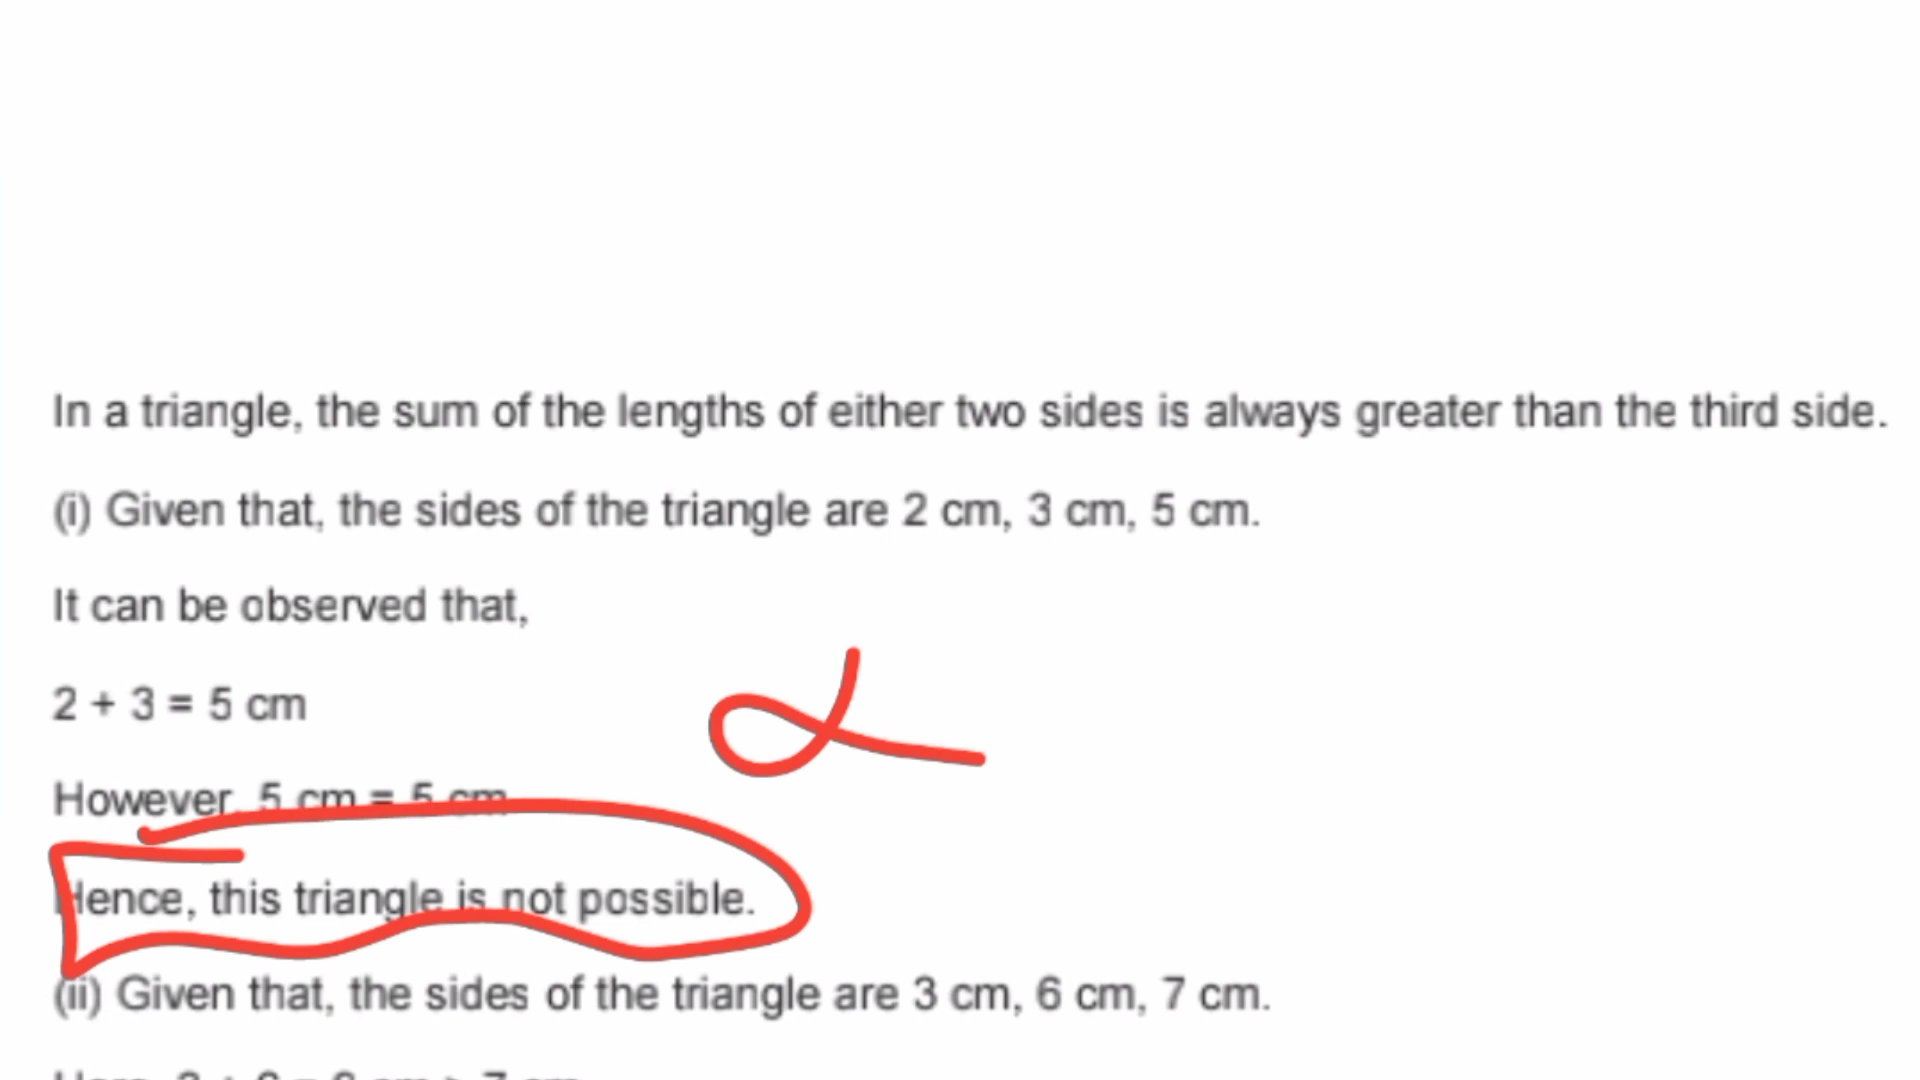 In a triangle, the sum of the lengths of either two sides is always greater than the third side.
(i) Given that, the sides of the triangle are 2 cm, 3 cm, 5 cm.
It can be observed that,
2 + 3 = 5 cm
However, 5 cm = 5 cm
Hence, this triangle is not possible.
(ii) Given that, the sides of the triangle are 3 cm, 6 cm, 7 cm.